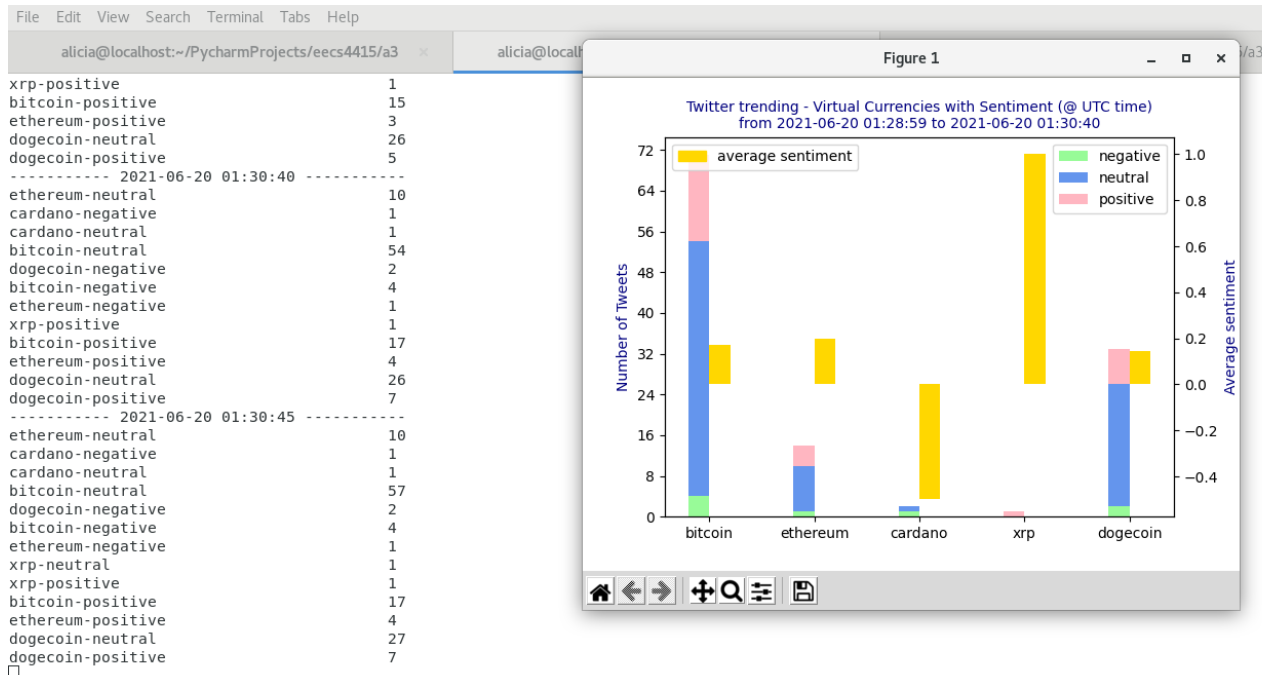 File Edit View Search Terminal Tabs Help
alicia@localhost:~/PycharmProjects/eecs4415/a3 ×
alicia@local
/a3
xrp-positive 1
bitcoin-positive 15
ethereum-positive 3
dogecoin-neutral 26
dogecoin-positive 5
----------- 2021-06-20 01:30:40 -----------
ethereum-neutral 10
cardano-negative 1
cardano-neutral 1
bitcoin-neutral 54
dogecoin-negative 2
bitcoin-negative 4
ethereum-negative 1
xrp-positive 1
bitcoin-positive 17
ethereum-positive 4
dogecoin-neutral 26
dogecoin-positive 7
----------- 2021-06-20 01:30:45 -----------
ethereum-neutral 10
cardano-negative 1
cardano-neutral 1
bitcoin-neutral 57
dogecoin-negative 2
bitcoin-negative 4
ethereum-negative 1
xrp-neutral 1
xrp-positive 1
bitcoin-positive 17
ethereum-positive 4
dogecoin-neutral 27
dogecoin-positive 7
Figure 1
Twitter trending - Virtual Currencies with Sentiment (@ UTC time)
from 2021-06-20 01:28:59 to 2021-06-20 01:30:40
average sentiment
negative
neutral
positive
Number of Tweets
72
64
56
48
40
32
24
16
8
0
1.0
0.8
0.6
0.4
0.2
0.0
−0.2
−0.4
Average sentiment
bitcoin ethereum cardano xrp dogecoin